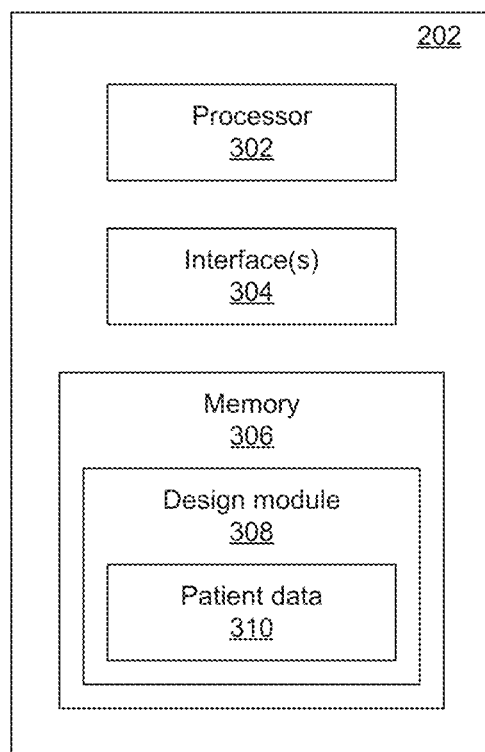 202
Processor
302
Interface(s)
304
Memory
306
Design module
308
Patient data
310